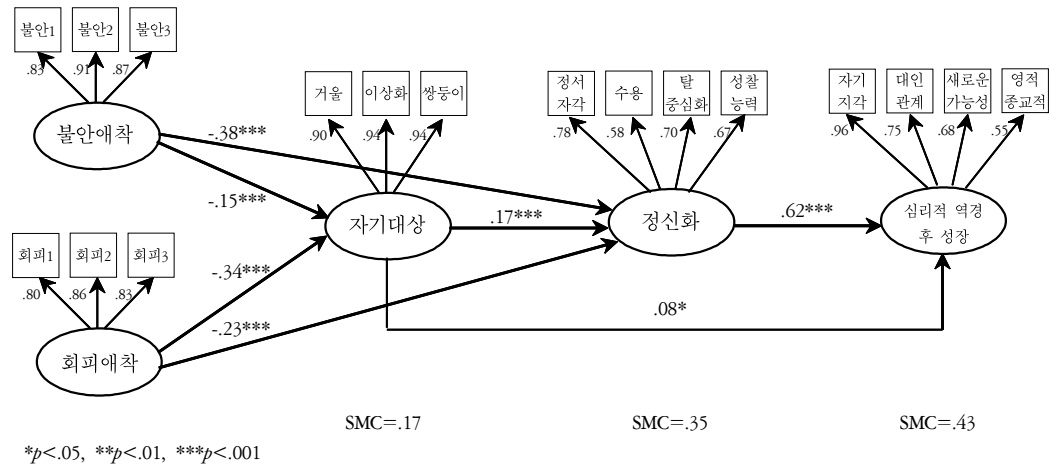 불안1 불안2 불안3
.83 .91 .87
불안애착
거울 이상화 쌍둥이
.90 .94 .94
자기대상
정서
자각
수용
탈
중심화
성찰
능력
.78 .58 .70 .67
정신화
자기
지각
대인
관계
새로운
가능성
영적
종교적
.96 .75 .68 .55
심리적 역경
후 성장
-.38***
-.15***
.17***
.62***
회피1 회피2 회피3
.80 .86 .83
회피애착
-.34***
-.23***
.08*
SMC=.17 SMC=.35 SMC=.43
*p<.05, **p<.01, ***p<.001